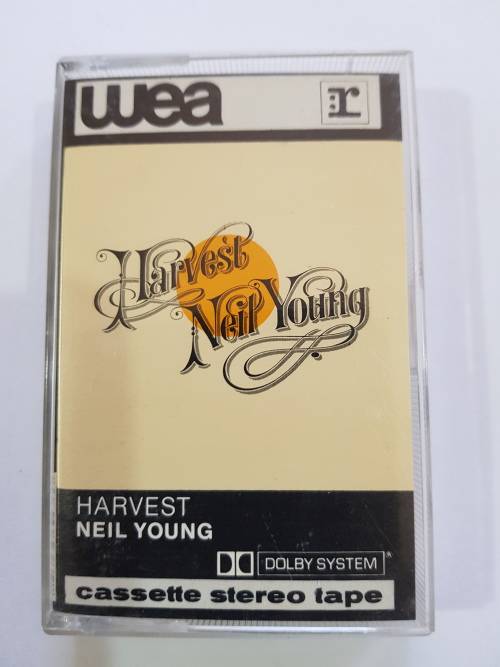 wea r
Harvest
Neil Young
HARVEST
NEIL YOUNG
DOLBY SYSTEM
cassette stereo tape